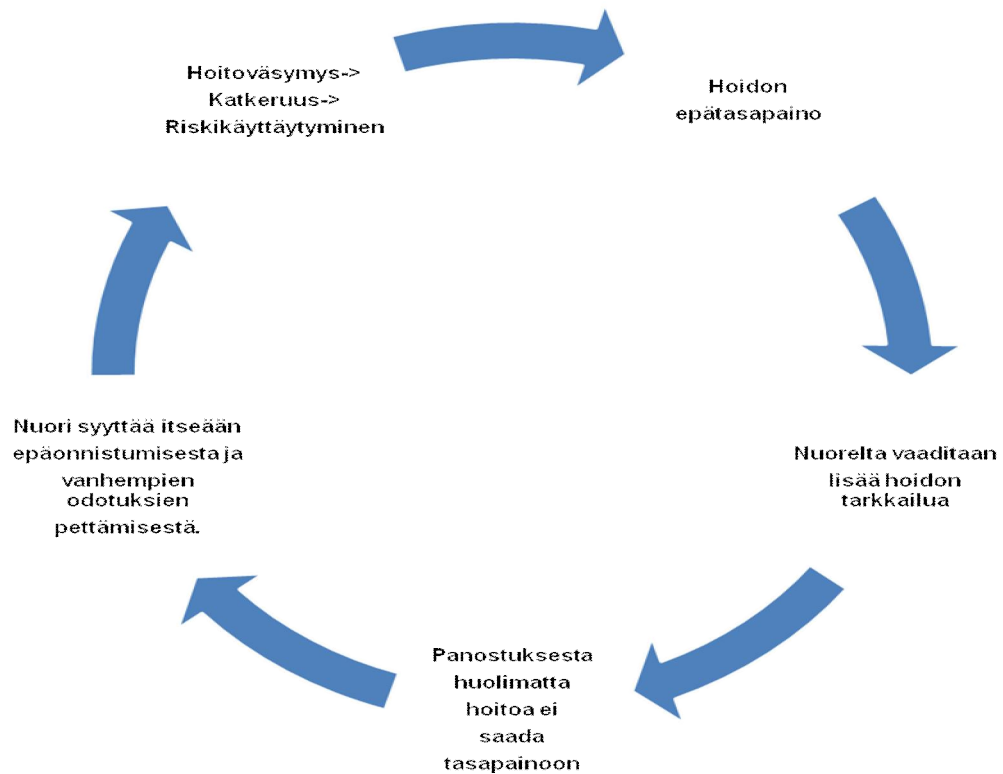 Hoitoväsymys->
Katkeruus->
Riskikäyttäytyminen
Hoidon
epätasapaino
Nuorelta vaaditaan
lisää hoidon
tarkkailua
Panostuksesta
huolimatta
hoitoa ei
saada
tasapainoon
Nuori syyttää itseään
epäonnistumisesta ja
vanhempien
odotuksien
pettämisestä.